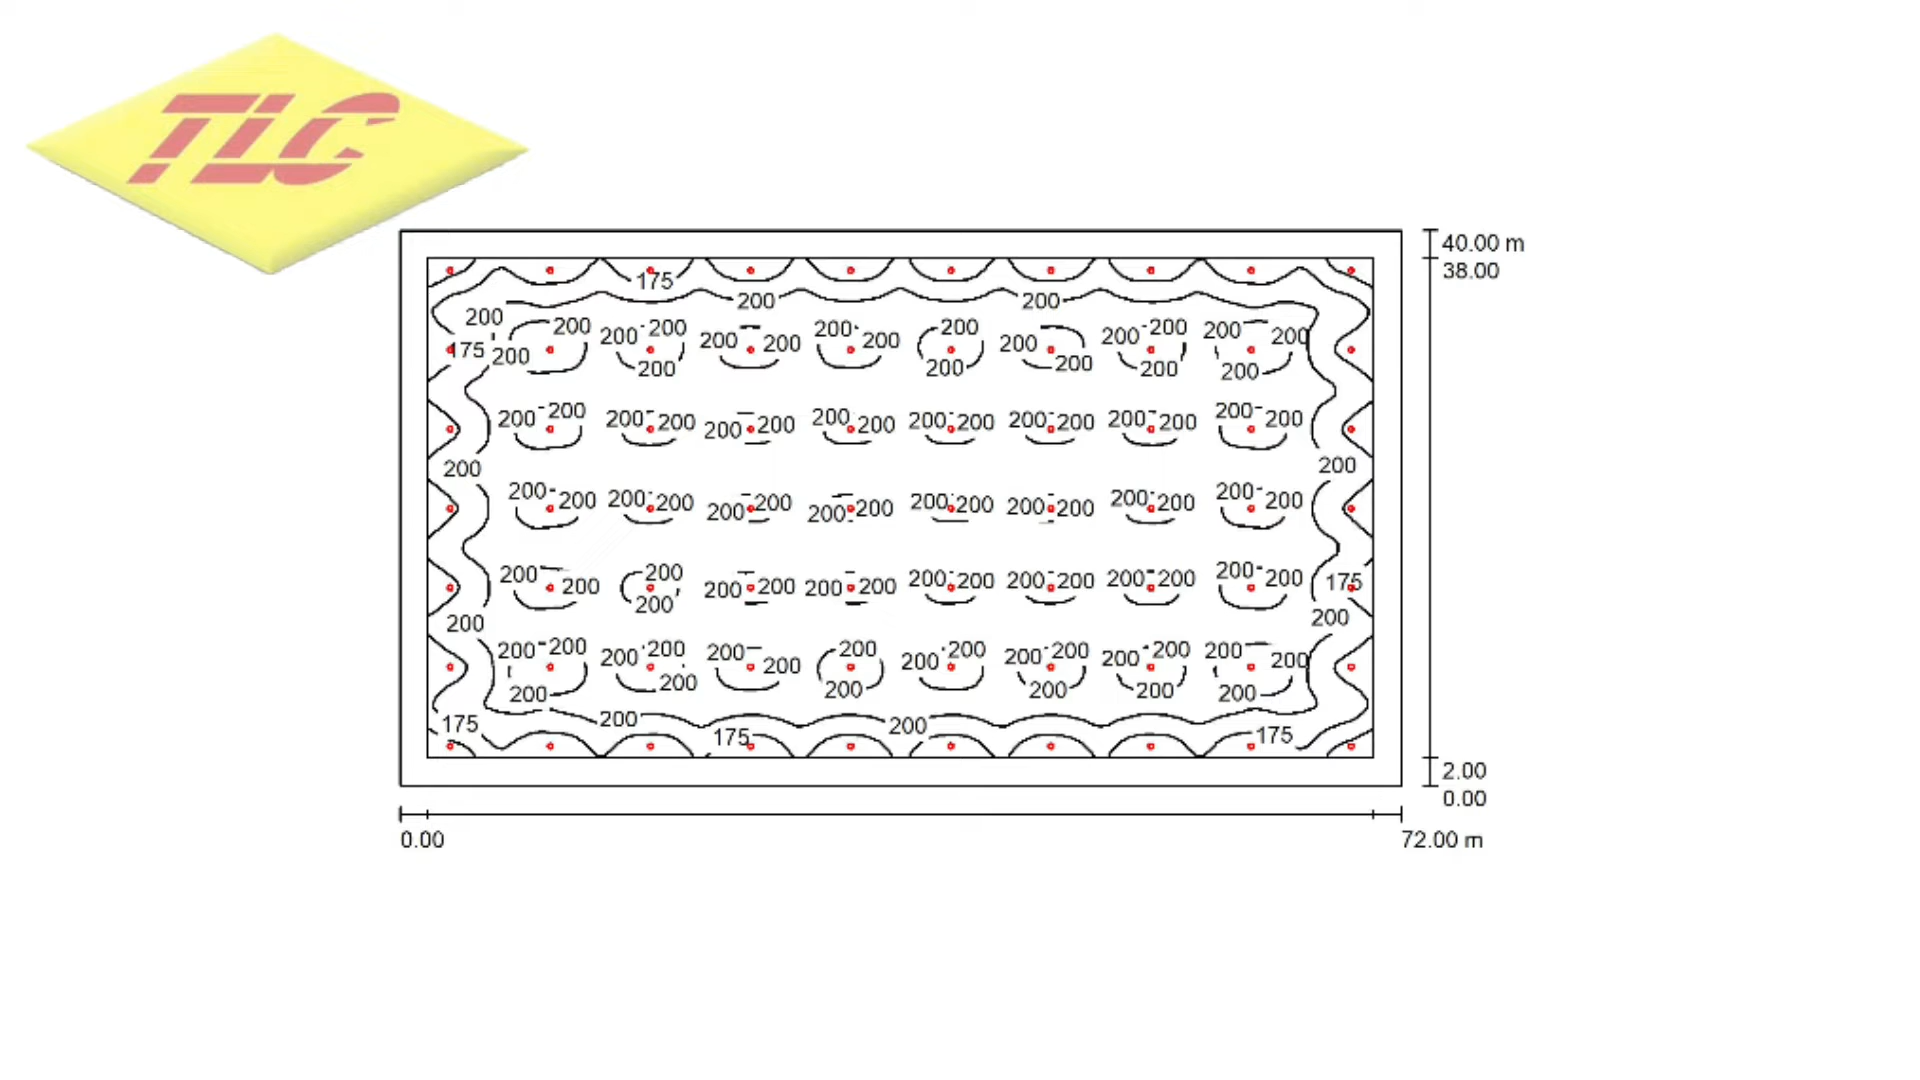 TLC
40.00 m
38.00
175
200 200
200
200 200 200 200 200 200 200 200 200 200 200 200 200 200
175 200 200 200 200 200 200
200 200 200 200 200 200 200 200 200 200 200 200 200 200 200 200
200 200
200 200 200 200 200 200 200 200 200 200 200 200 200 200 200 200
200 200 200 200 200 200 200 200 200 200 200 200 200 200 200 200
175
200 200
200 200 200 200 200 200 200 200 200 200 200 200 200 200 200
200 200 200 200 200 200 200
175 200 200
175 175
2.00
0.00
0.00 72.00 m